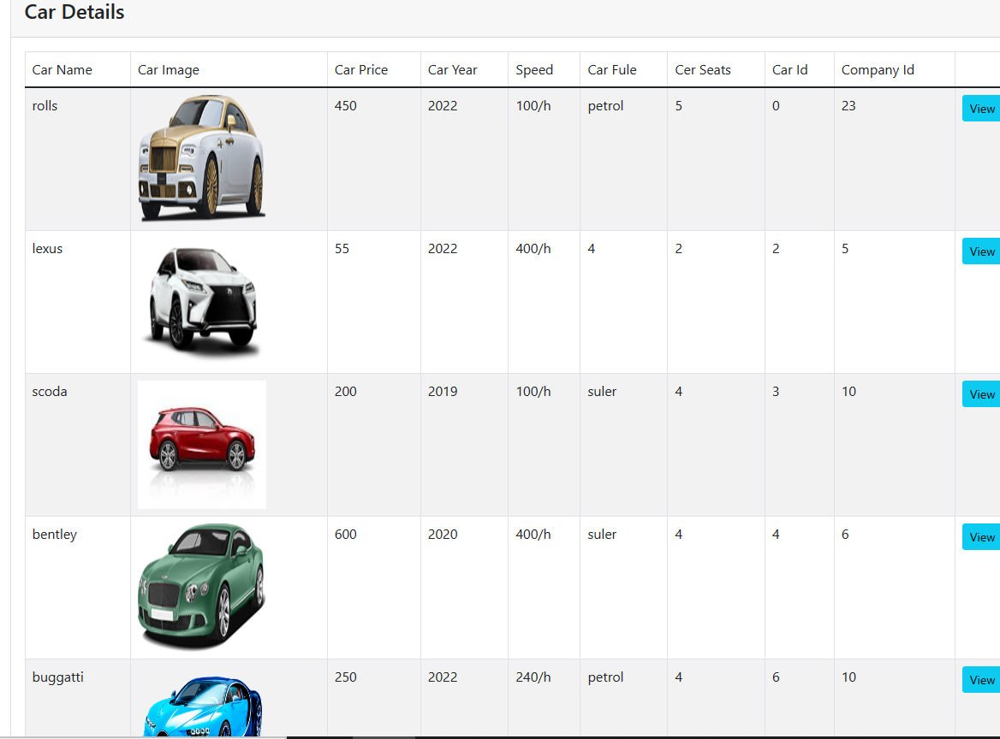 Car Details
Car Name Car Image Car Price Car Year Speed Car Fule Cer Seats Car Id Company Id
rolls 450 2022 100/h petrol 5 0 23 View
lexus 55 2022 400/h 4 2 2 5 View
scoda 200 2019 100/h suler 4 3 10 View
bentley 600 2020 400/h suler 4 4 6 View
buggatti 250 2022 240/h petrol 4 6 10 View